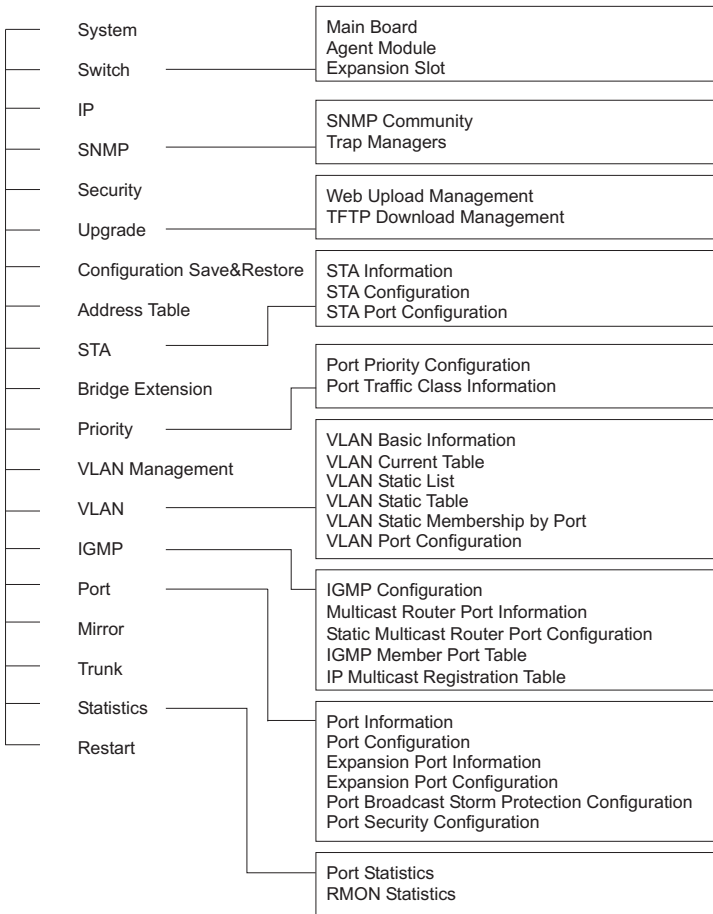 System
Switch
IP
SNMP
Security
Upgrade
Configuration Save&Restore
Address Table
STA
Bridge Extension
Priority
VLAN Management
VLAN
IGMP
Port
Mirror
Trunk
Statistics
Restart
Main Board
Agent Module
Expansion Slot
SNMP Community
Trap Managers
Web Upload Management
TFTP Download Management
STA Information
STA Configuration
STA Port Configuration
Port Priority Configuration
Port Traffic Class Information
VLAN Basic Information
VLAN Current Table
VLAN Static List
VLAN Static Table
VLAN Static Membership by Port
VLAN Port Configuration
IGMP Configuration
Multicast Router Port Information
Static Multicast Router Port Configuration
IGMP Member Port Table
IP Multicast Registration Table
Port Information
Port Configuration
Expansion Port Information
Expansion Port Configuration
Port Broadcast Storm Protection Configuration
Port Security Configuration
Port Statistics
RMON Statistics